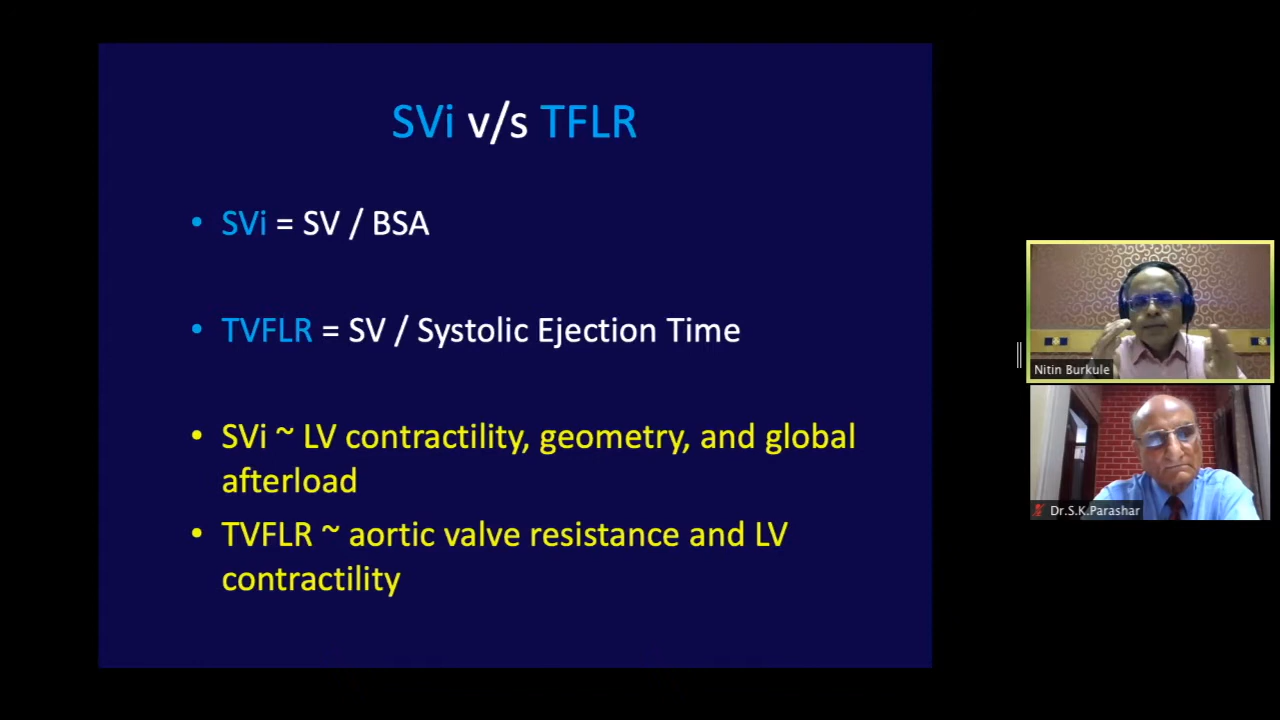 SVi v/s TFLR
• SVi = SV / BSA
• TVFLR = SV / Systolic Ejection Time
• SVi ~ LV contractility, geometry, and global
afterload
• TVFLR ~ aortic valve resistance and LV
contractility
Nitin Burkule
Dr.S.K.Parashar